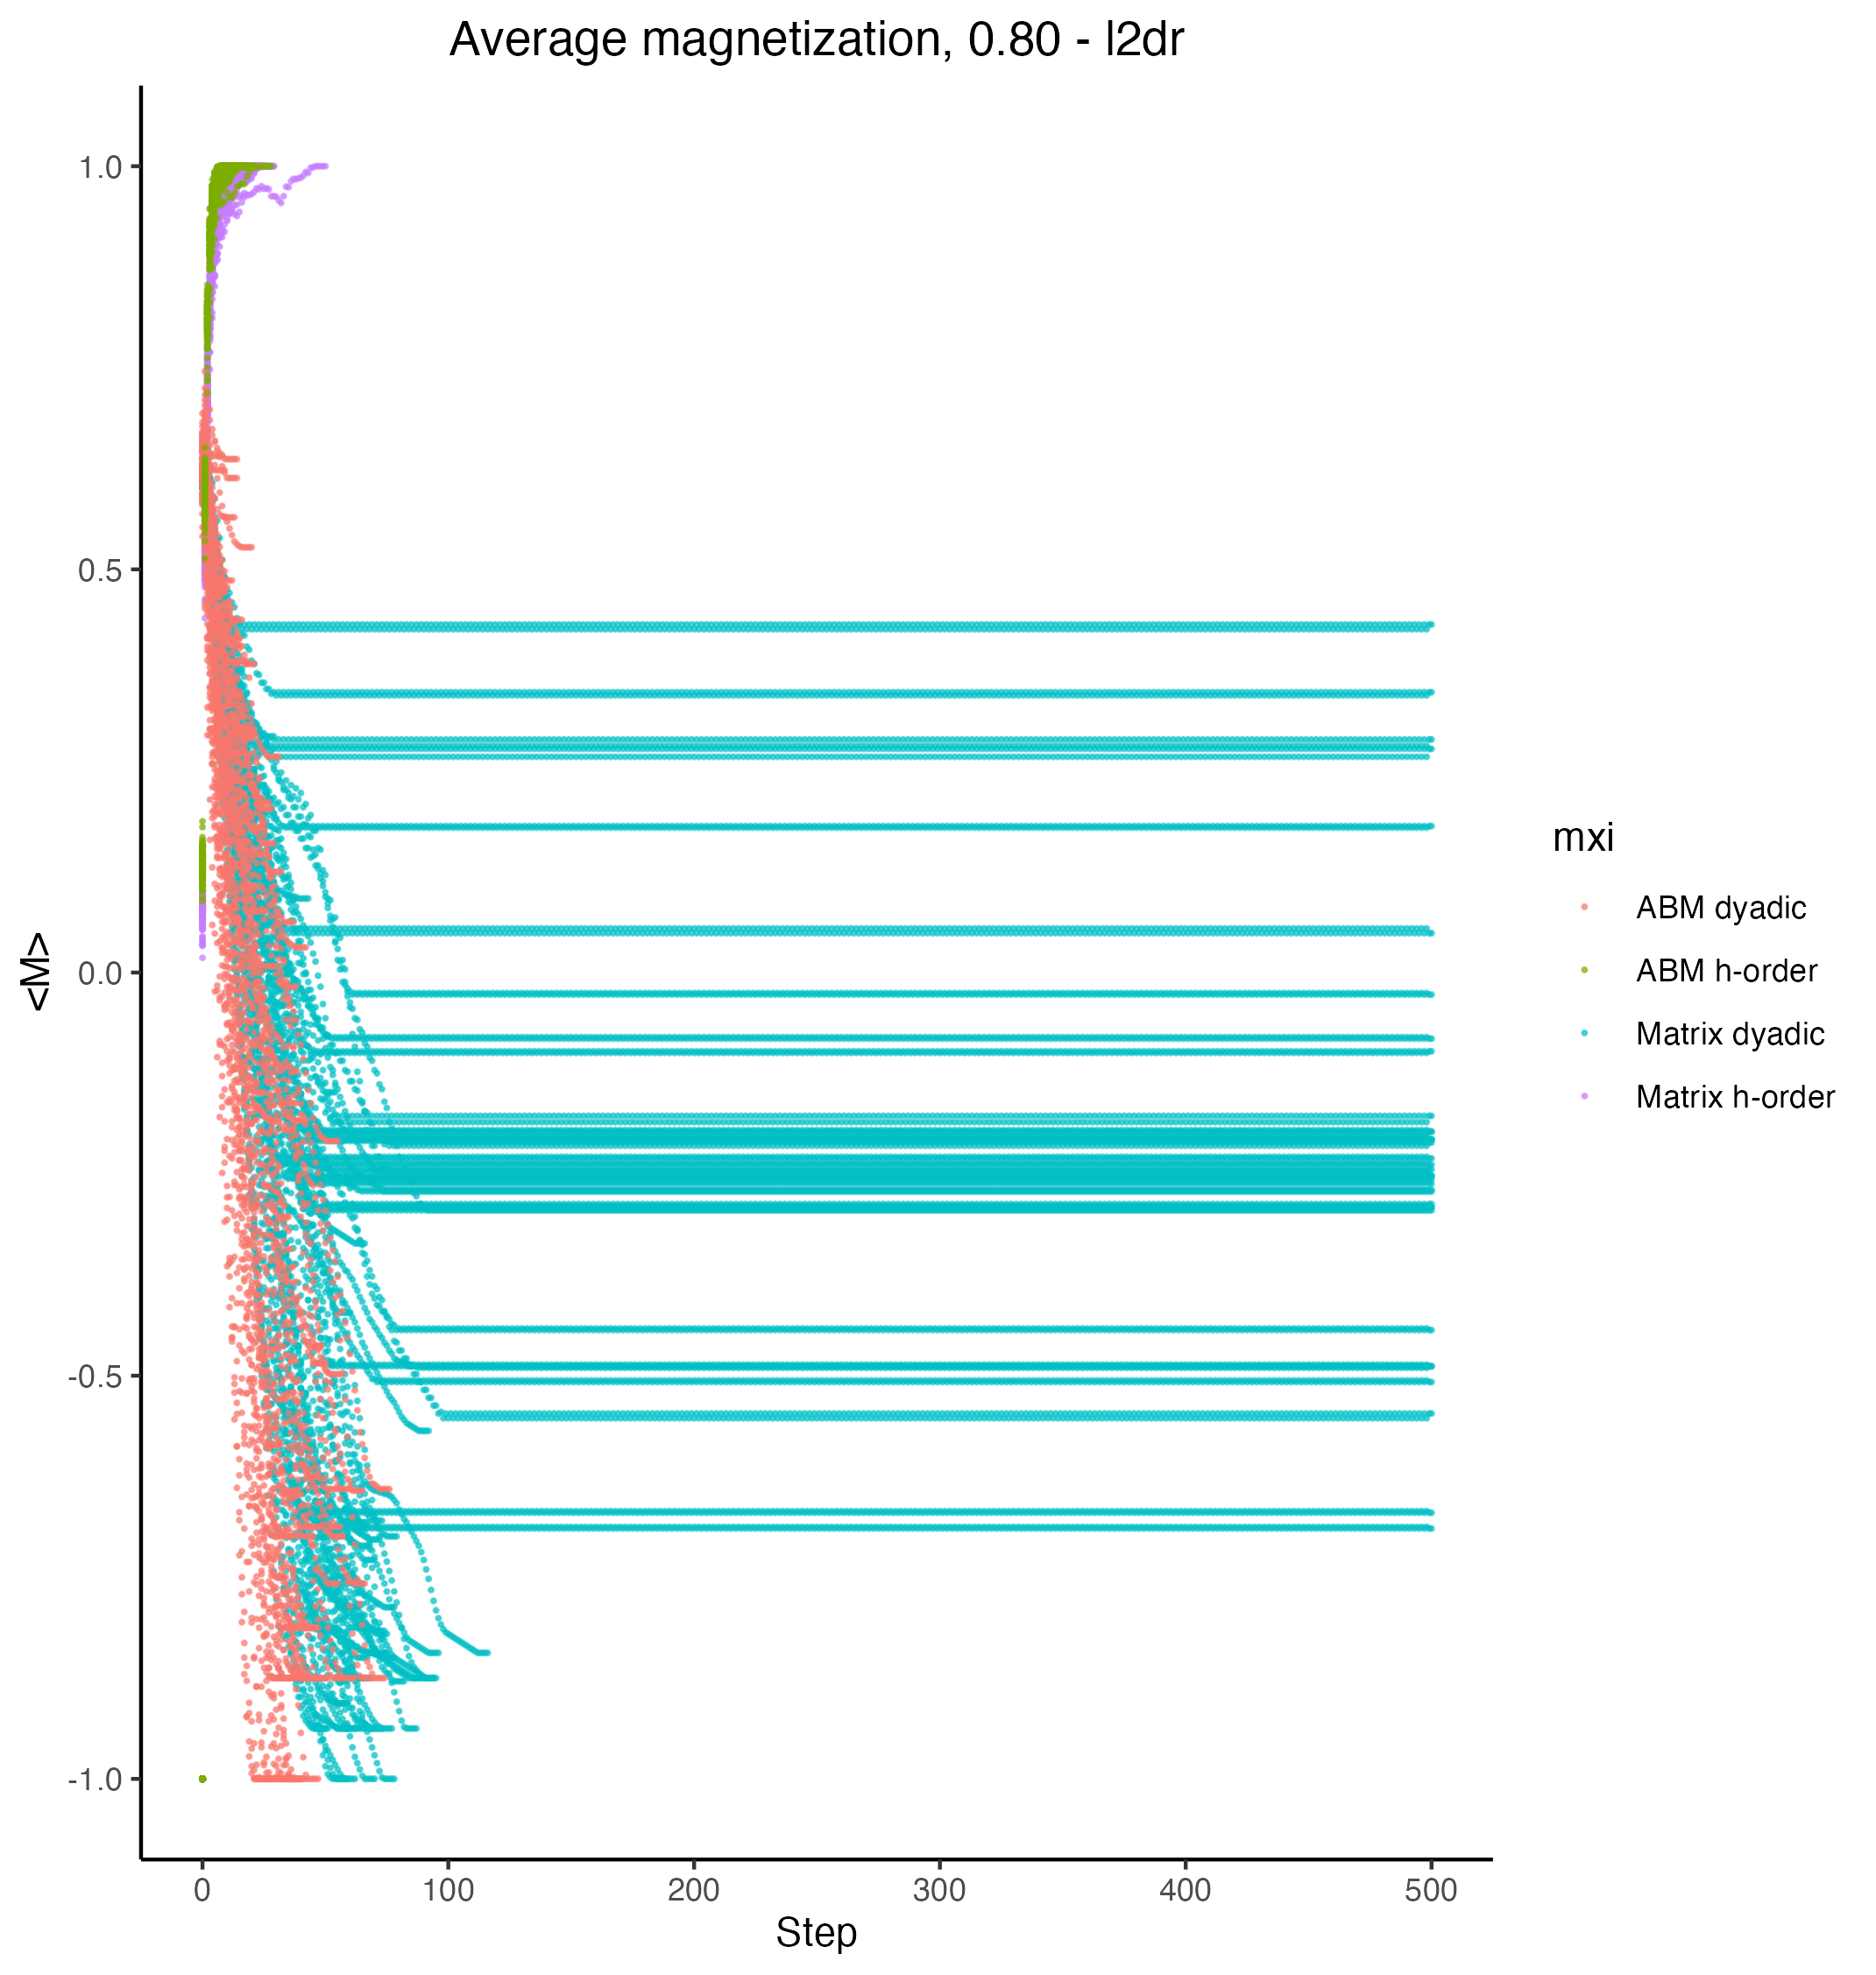 Average magnetization, 0.80 - l2dr
1.0
0.5
0.0
-0.5
-1.0
<M>
0
100
200
300
400
500
Step
mxi
ABM dyadic
ABM h-order
Matrix dyadic
Matrix h-order